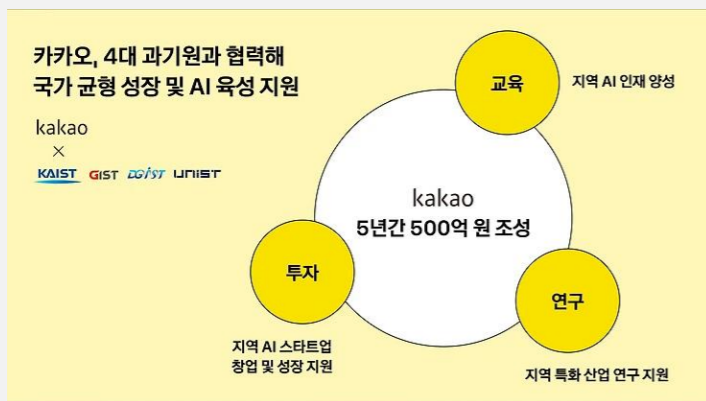 카카오, 4대 과기원과 협력해
국가 균형 성장 및 AI 육성 지원
kakao
×
KAIST GIST DGIST UNIST
교육
지역 AI 인재 양성
kakao
5년간 500억 원 조성
투자
지역 AI 스타트업
창업 및 성장 지원
연구
지역 특화 산업 연구 지원